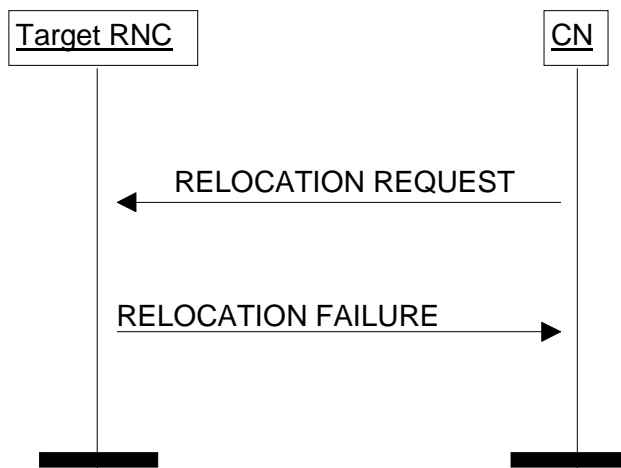 Target RNC
CN
RELOCATION REQUEST
RELOCATION FAILURE